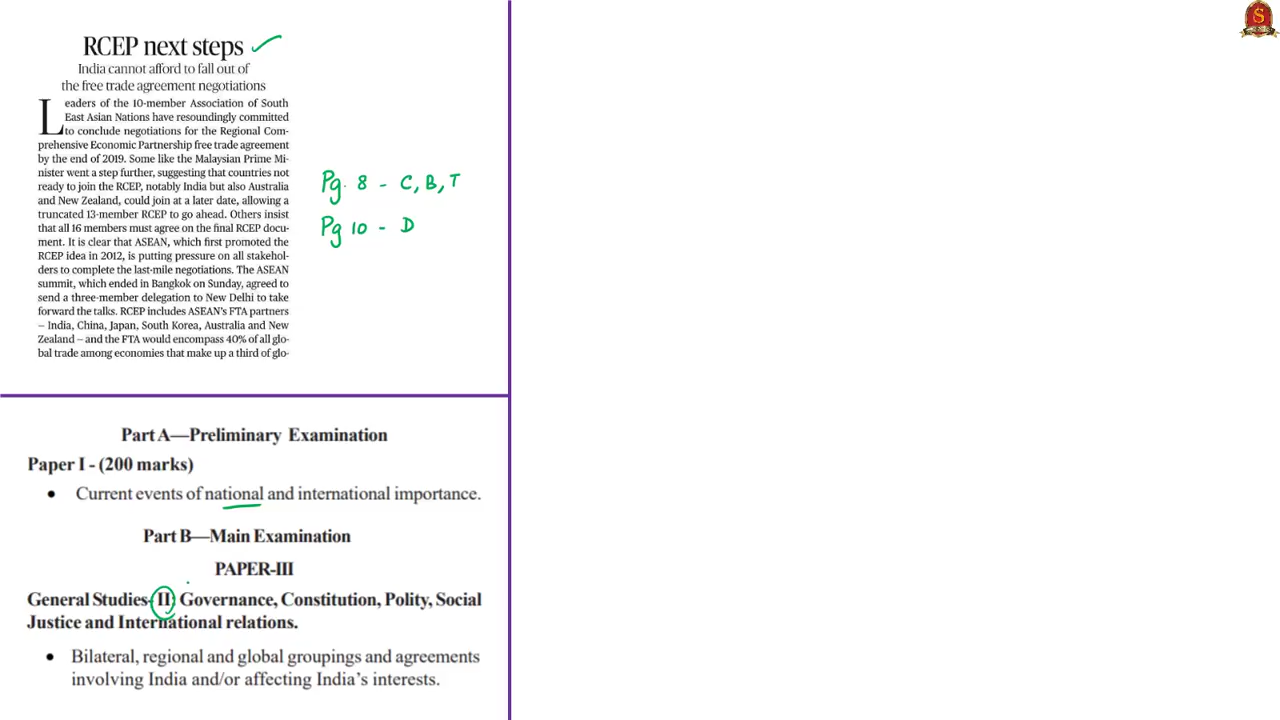 RCEP next steps
India cannot afford to fall out of
the free trade agreement negotiations
Leaders of the 10-member Association of South
East Asian Nations have resoundingly committed
to conclude negotiations for the Regional Com-
prehensive Economic Partnership free trade agreement
by the end of 2019. Some like the Malaysian Prime Mi-
nister went a step further, suggesting that countries not
ready to join the RCEP, notably India but also Australia
and New Zealand, could join at a later date, allowing a
truncated 13-member RCEP to go ahead. Others insist
that all 16 members must agree on the final RCEP docu-
ment. It is clear that ASEAN, which first promoted the
RCEP idea in 2012, is putting pressure on all stakehol-
ders to complete the last-mile negotiations. The ASEAN
summit, which ended in Bangkok on Sunday, agreed to
send a three-member delegation to New Delhi to take
forward the talks. RCEP includes ASEAN's FTA partners
– India, China, Japan, South Korea, Australia and New
Zealand – and the FTA would encompass 40% of all glo-
bal trade among economies that make up a third of glo-
Pg. 8 - C, B, T
Pg 10 - D
Part A—Preliminary Examination
Paper I - (200 marks)
• Current events of national and international importance.
Part B—Main Examination
PAPER-III
General Studies-II: Governance, Constitution, Polity, Social
Justice and International relations.
• Bilateral, regional and global groupings and agreements
involving India and/or affecting India's interests.
S